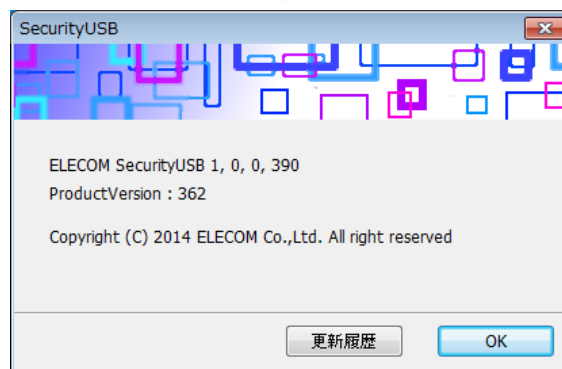 SecurityUSB
ELECOM SecurityUSB 1, 0, 0, 390
ProductVersion : 362
Copyright (C) 2014 ELECOM Co.,Ltd. All right reserved
更新履歴
OK